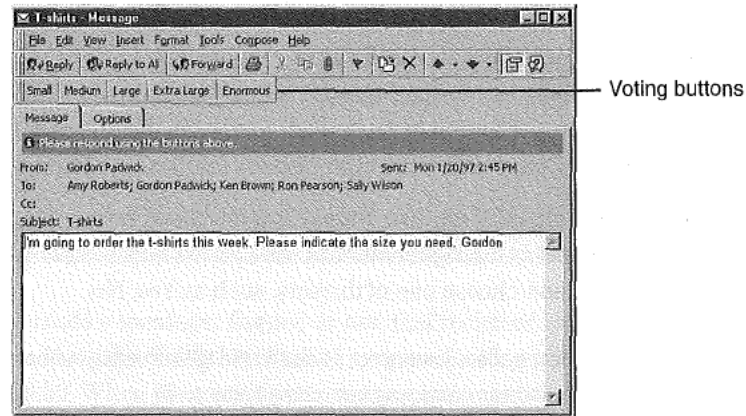 T-shirts - Message
File Edit View Insert Format Tools Compose Help
Reply Reply to All Forward
Small Medium Large Extra Large Enormous
Voting buttons
Message Options
Please respond using the buttons above.
From: Gordon Padwick Sent: Mon 1/20/97 2:45 PM
To: Amy Roberts; Gordon Padwick; Ken Brown; Ron Pearson; Sally Wilson
Cc:
Subject: T-shirts
I'm going to order the t-shirts this week. Please indicate the size you need. Gordon